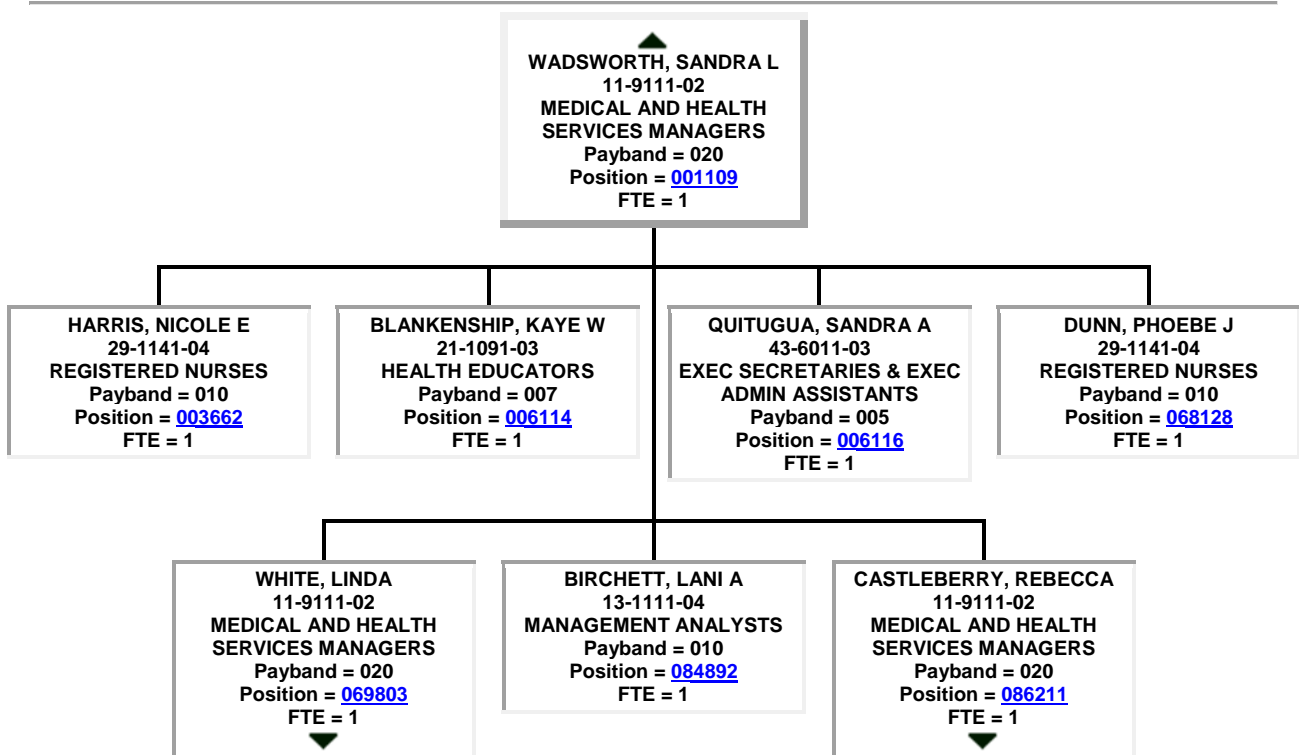 WADSWORTH, SANDRA L
11-9111-02
MEDICAL AND HEALTH
SERVICES MANAGERS
Payband = 020
Position = 001109
FTE = 1
HARRIS, NICOLE E
29-1141-04
REGISTERED NURSES
Payband = 010
Position = 003662
FTE = 1
BLANKENSHIP, KAYE W
21-1091-03
HEALTH EDUCATORS
Payband = 007
Position = 006114
FTE = 1
QUITUGUA, SANDRA A
43-6011-03
EXEC SECRETARIES & EXEC
ADMIN ASSISTANTS
Payband = 005
Position = 006116
FTE = 1
DUNN, PHOEBE J
29-1141-04
REGISTERED NURSES
Payband = 010
Position = 068128
FTE = 1
WHITE, LINDA
11-9111-02
MEDICAL AND HEALTH
SERVICES MANAGERS
Payband = 020
Position = 069803
FTE = 1
BIRCHETT, LANI A
13-1111-04
MANAGEMENT ANALYSTS
Payband = 010
Position = 084892
FTE = 1
CASTLEBERRY, REBECCA
11-9111-02
MEDICAL AND HEALTH
SERVICES MANAGERS
Payband = 020
Position = 086211
FTE = 1